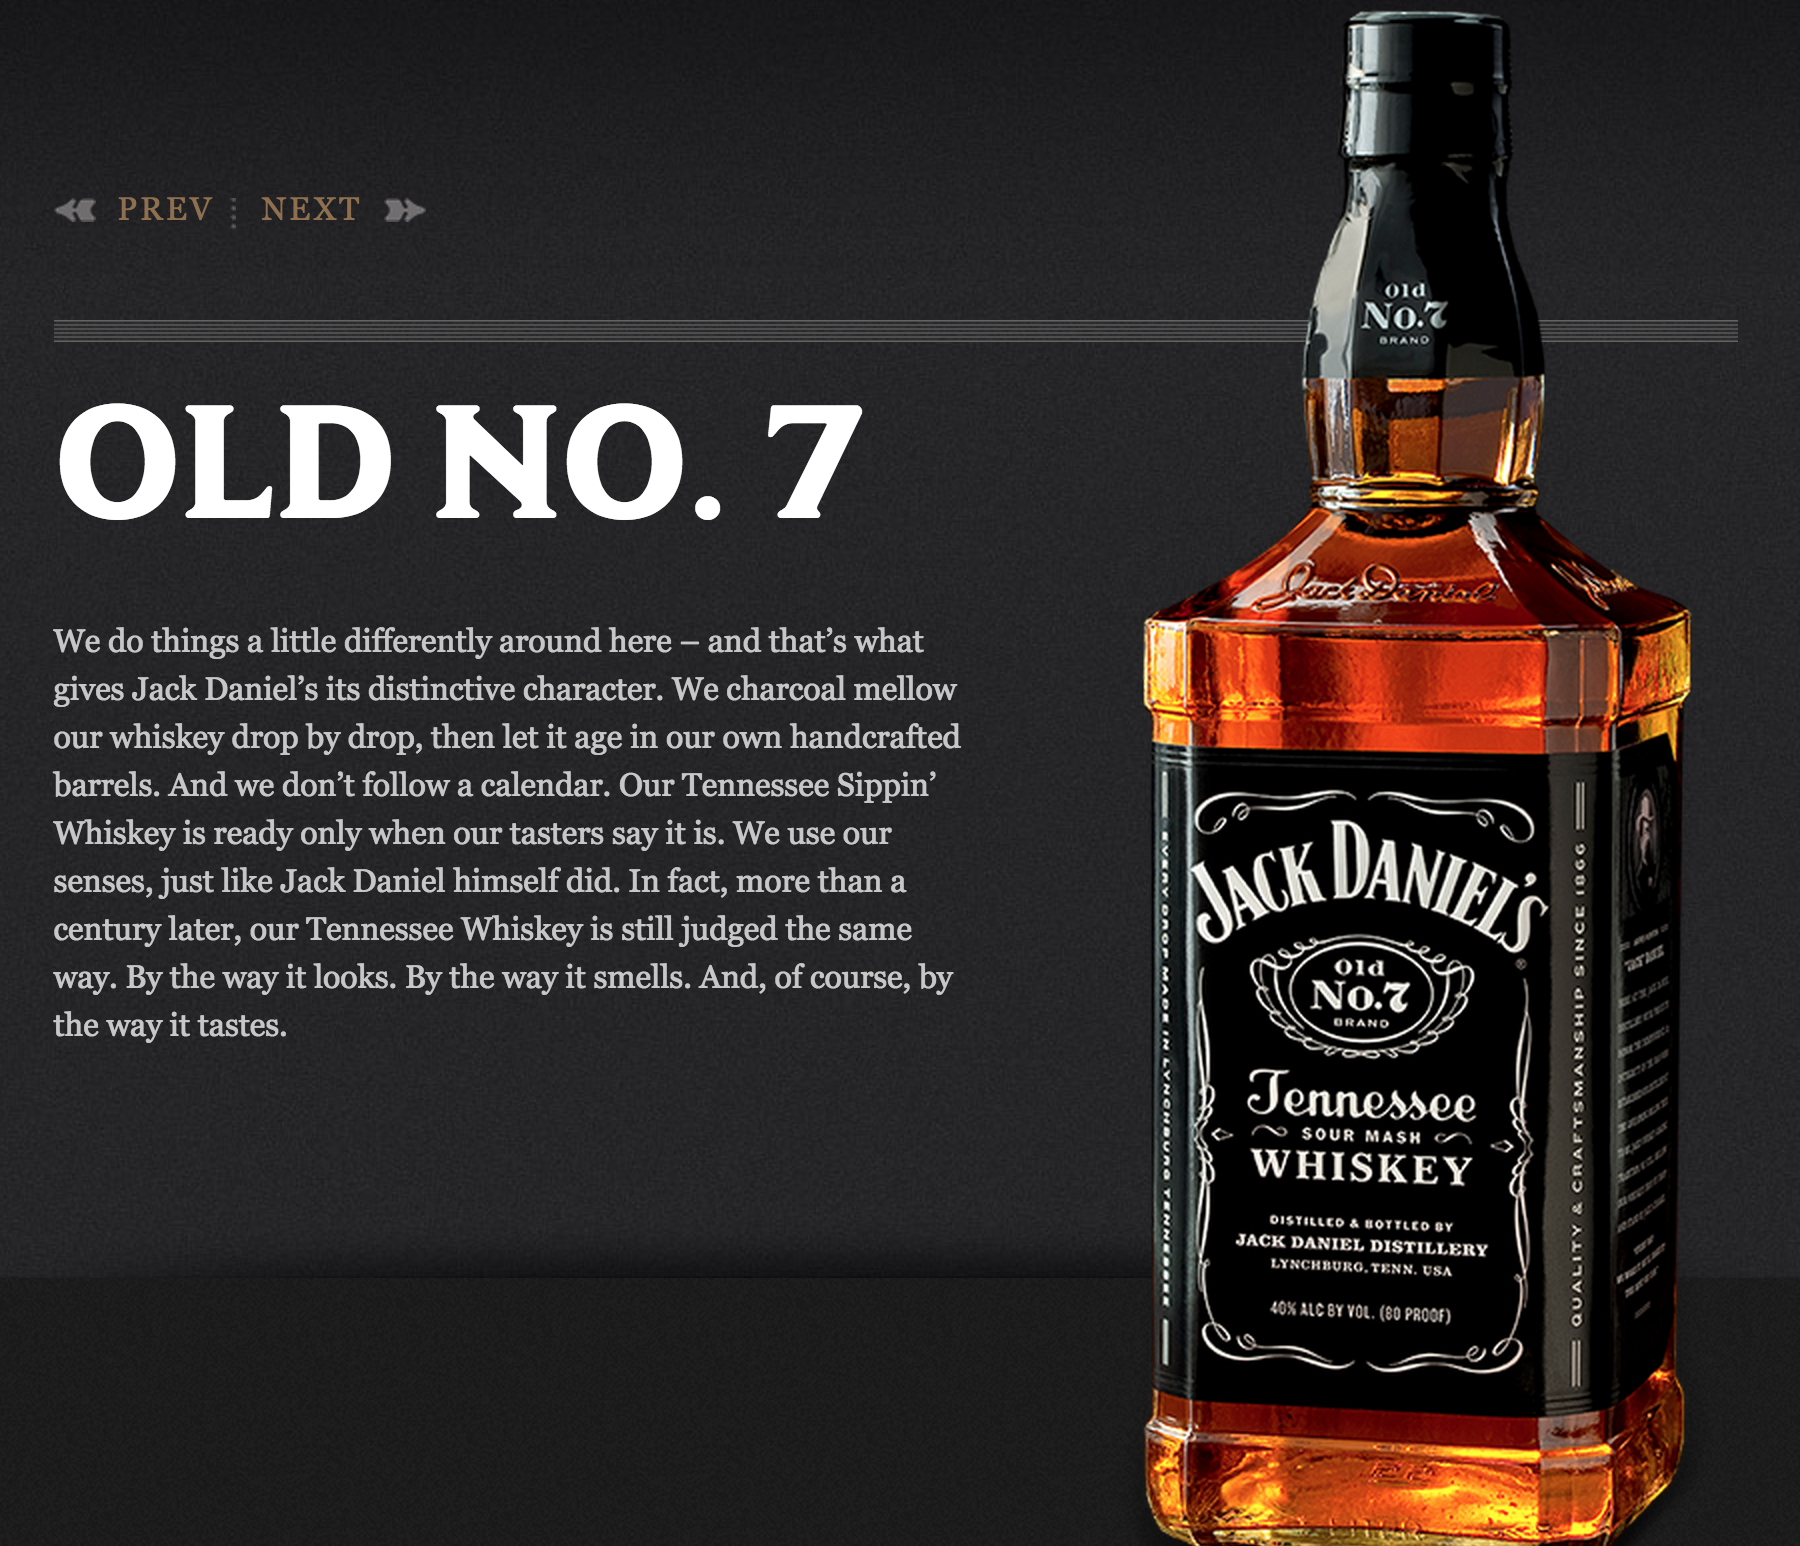 PREV NEXT
OLD NO. 7
We do things a little differently around here – and that’s what
gives Jack Daniel’s its distinctive character. We charcoal mellow
our whiskey drop by drop, then let it age in our own handcrafted
barrels. And we don’t follow a calendar. Our Tennessee Sippin’
Whiskey is ready only when our tasters say it is. We use our
senses, just like Jack Daniel himself did. In fact, more than a
century later, our Tennessee Whiskey is still judged the same
way. By the way it looks. By the way it smells. And, of course, by
the way it tastes.
Old
No.7
BRAND
Jack Daniel
JACK DANIEL'S
®
Old
No.7
BRAND
Tennessee
SOUR MASH
WHISKEY
DISTILLED & BOTTLED BY
JACK DANIEL DISTILLERY
LYNCHBURG, TENN. USA
40% ALC BY VOL. (80 PROOF)
EVERY DROP MADE IN LYNCHBURG TENNESSEE
QUALITY & CRAFTSMANSHIP SINCE 1866